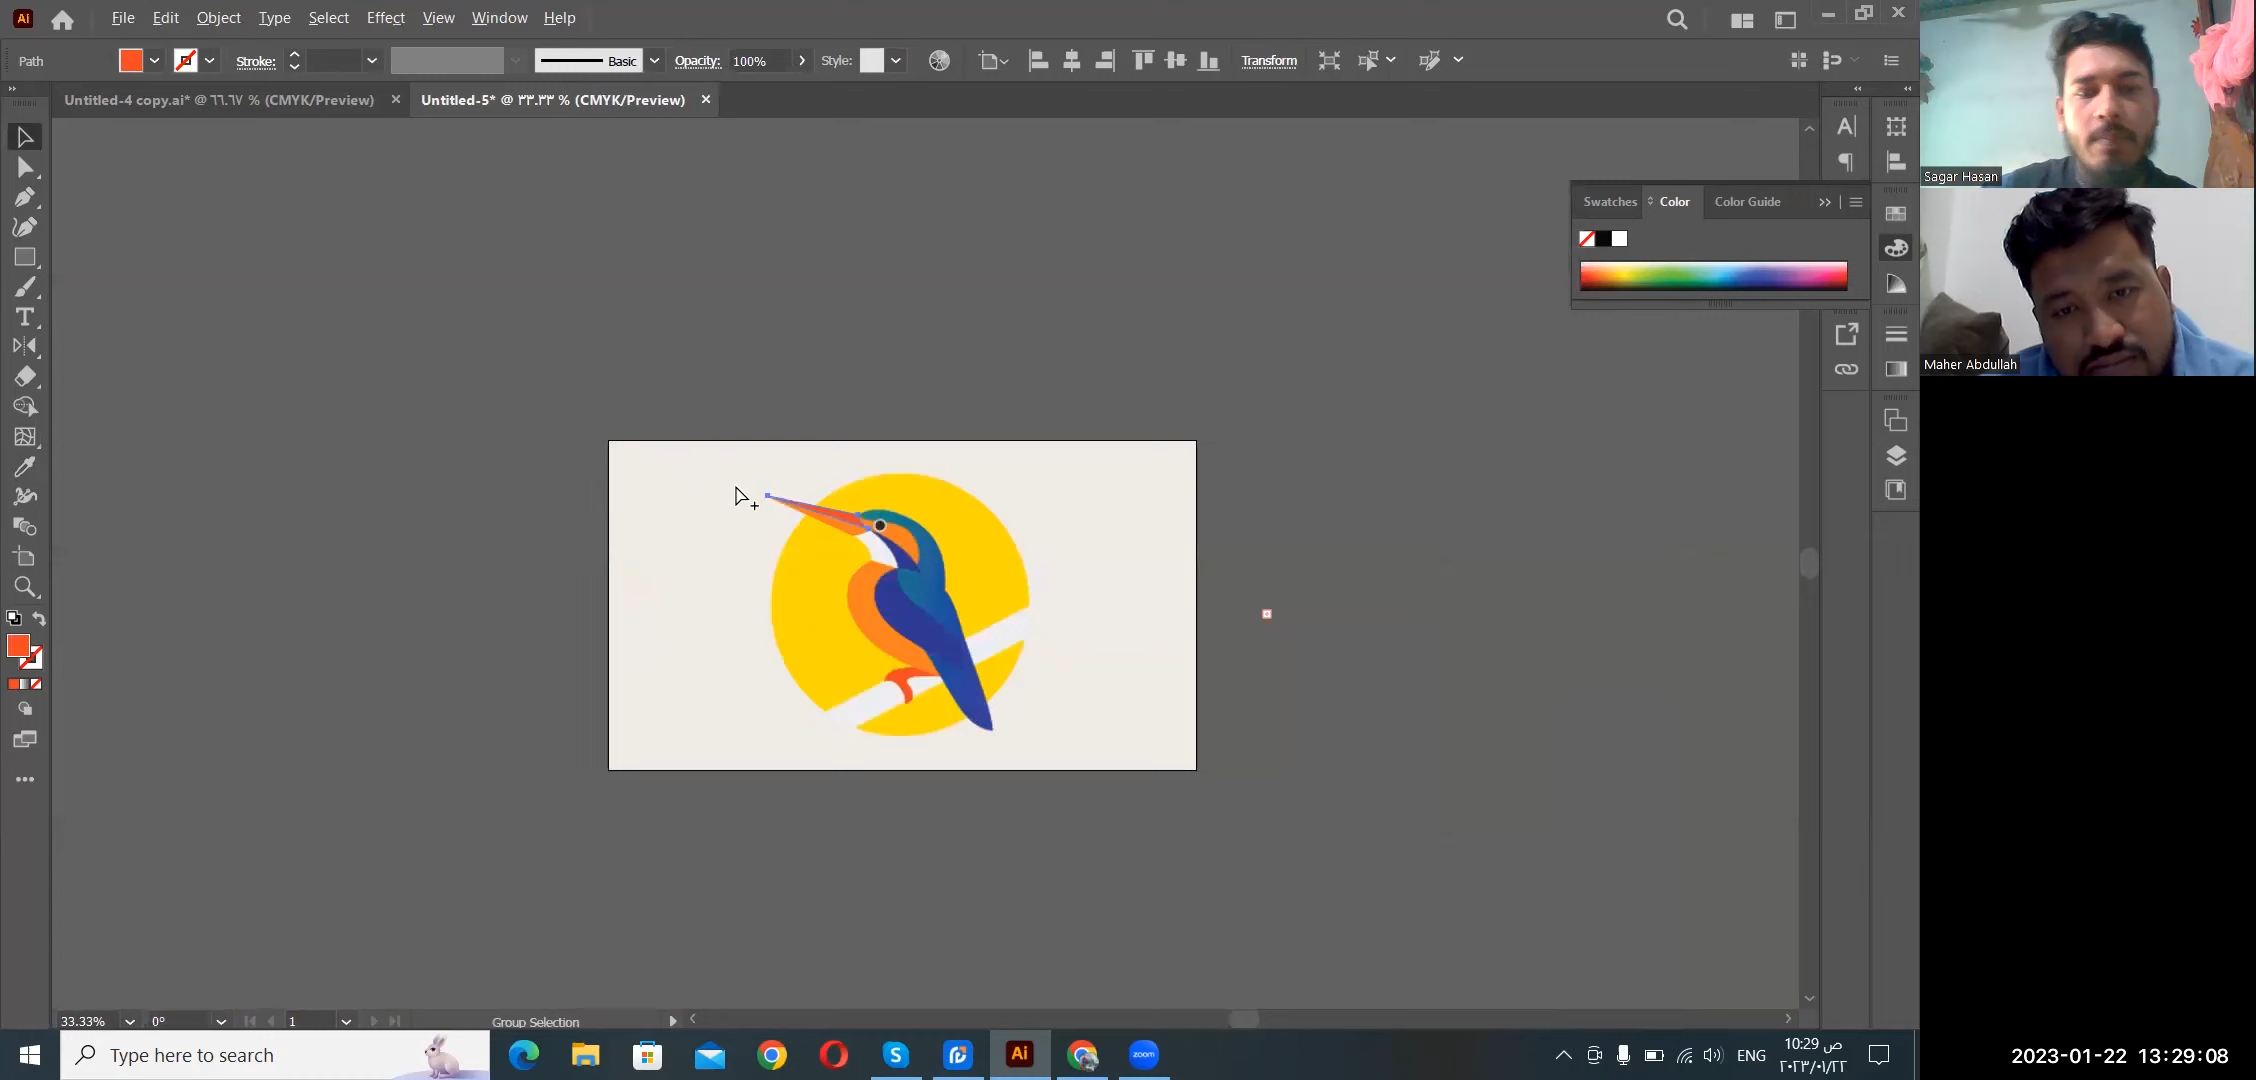 Ai File Edit Object Type Select Effect View Window Help
Path Stroke: Basic Opacity: 100% Style: Transform
Untitled-4 copy.ai* @ ٦٦.٦٧ % (CMYK/Preview) Untitled-5* @ ٣٣.٣٣ % (CMYK/Preview)
Swatches Color Color Guide
Sagar Hasan
Maher Abdullah
33.33% 0° 1 Group Selection
Type here to search
S
Ai
zoom
ENG
10:29 ص
٢٠٢٣/٠١/٢٢
2023-01-22 13:29:08